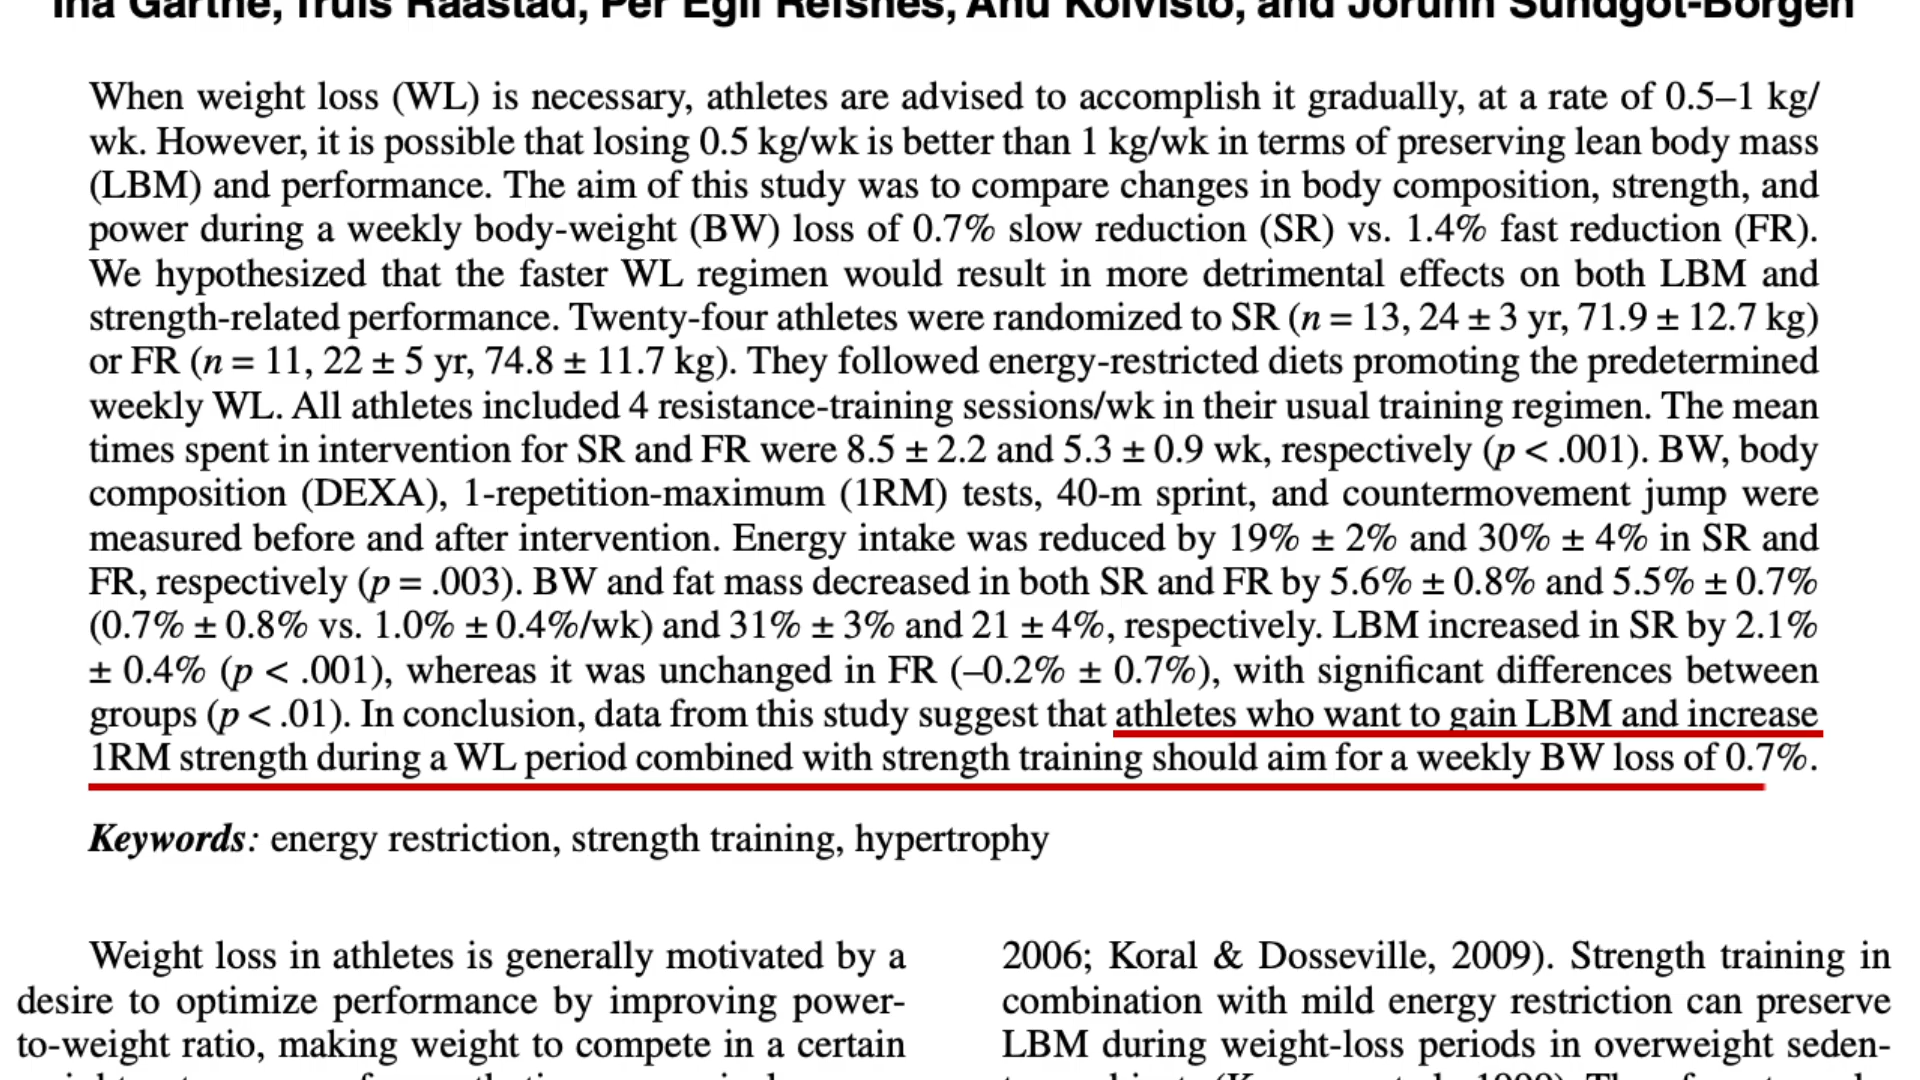 Ina Garthe, Truls Raastad, Per Egil Refsnes, Anu Koivisto, and Jorunn Sundgot-Borgen
When weight loss (WL) is necessary, athletes are advised to accomplish it gradually, at a rate of 0.5–1 kg/
wk. However, it is possible that losing 0.5 kg/wk is better than 1 kg/wk in terms of preserving lean body mass
(LBM) and performance. The aim of this study was to compare changes in body composition, strength, and
power during a weekly body-weight (BW) loss of 0.7% slow reduction (SR) vs. 1.4% fast reduction (FR).
We hypothesized that the faster WL regimen would result in more detrimental effects on both LBM and
strength-related performance. Twenty-four athletes were randomized to SR (n = 13, 24 ± 3 yr, 71.9 ± 12.7 kg)
or FR (n = 11, 22 ± 5 yr, 74.8 ± 11.7 kg). They followed energy-restricted diets promoting the predetermined
weekly WL. All athletes included 4 resistance-training sessions/wk in their usual training regimen. The mean
times spent in intervention for SR and FR were 8.5 ± 2.2 and 5.3 ± 0.9 wk, respectively (p < .001). BW, body
composition (DEXA), 1-repetition-maximum (1RM) tests, 40-m sprint, and countermovement jump were
measured before and after intervention. Energy intake was reduced by 19% ± 2% and 30% ± 4% in SR and
FR, respectively (p = .003). BW and fat mass decreased in both SR and FR by 5.6% ± 0.8% and 5.5% ± 0.7%
(0.7% ± 0.8% vs. 1.0% ± 0.4%/wk) and 31% ± 3% and 21 ± 4%, respectively. LBM increased in SR by 2.1%
± 0.4% (p < .001), whereas it was unchanged in FR (–0.2% ± 0.7%), with significant differences between
groups (p < .01). In conclusion, data from this study suggest that athletes who want to gain LBM and increase
1RM strength during a WL period combined with strength training should aim for a weekly BW loss of 0.7%.
Keywords: energy restriction, strength training, hypertrophy
Weight loss in athletes is generally motivated by a
desire to optimize performance by improving power-
to-weight ratio, making weight to compete in a certain
2006; Koral & Dosseville, 2009). Strength training in
combination with mild energy restriction can preserve
LBM during weight-loss periods in overweight seden-